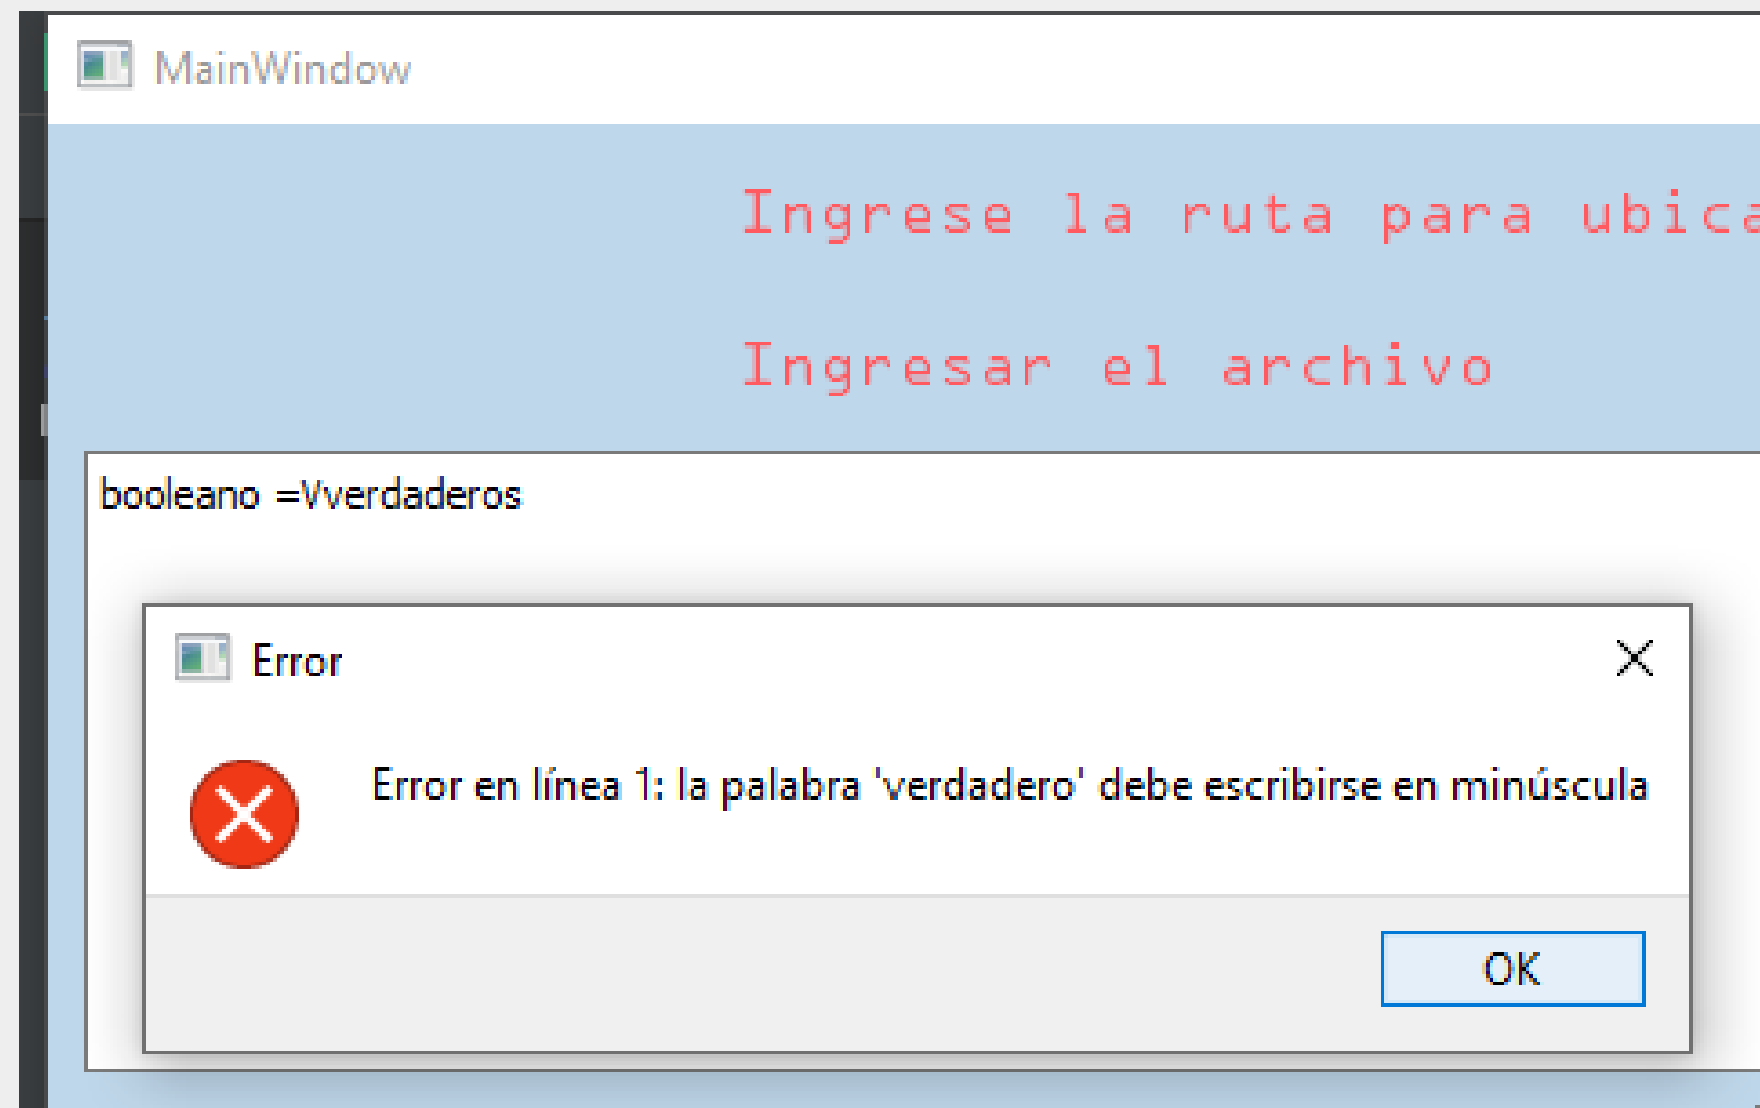 MainWindow
Ingrese la ruta para
Ingresar el archivo
booleano =Vverdaderos
Error
Error en línea 1: la palabra 'verdadero' debe escribirse en minúscula
OK